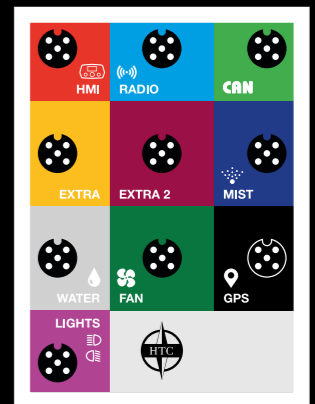 HMI
RADIO
CAN
EXTRA
EXTRA 2
MIST
WATER
FAN
GPS
LIGHTS
HTC